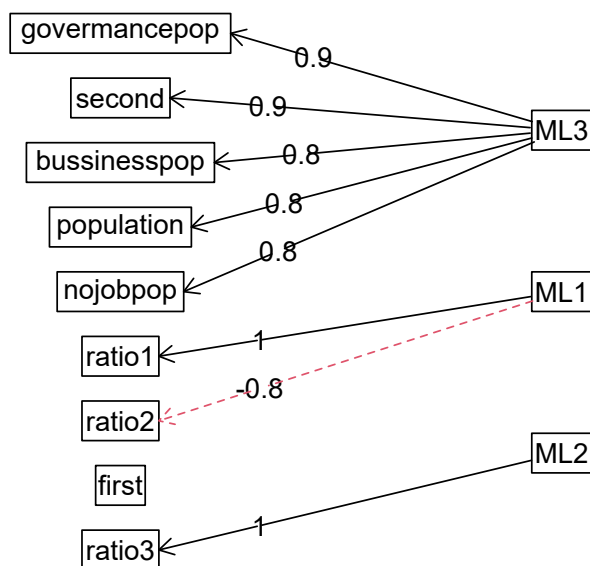 govermancepop
0.9
second
0.9
ML3
bussinesspop
0.8
population
0.8
nojobpop
0.8
ML1
ratio1
1
ratio2
-0.8
ML2
first
ratio3
1